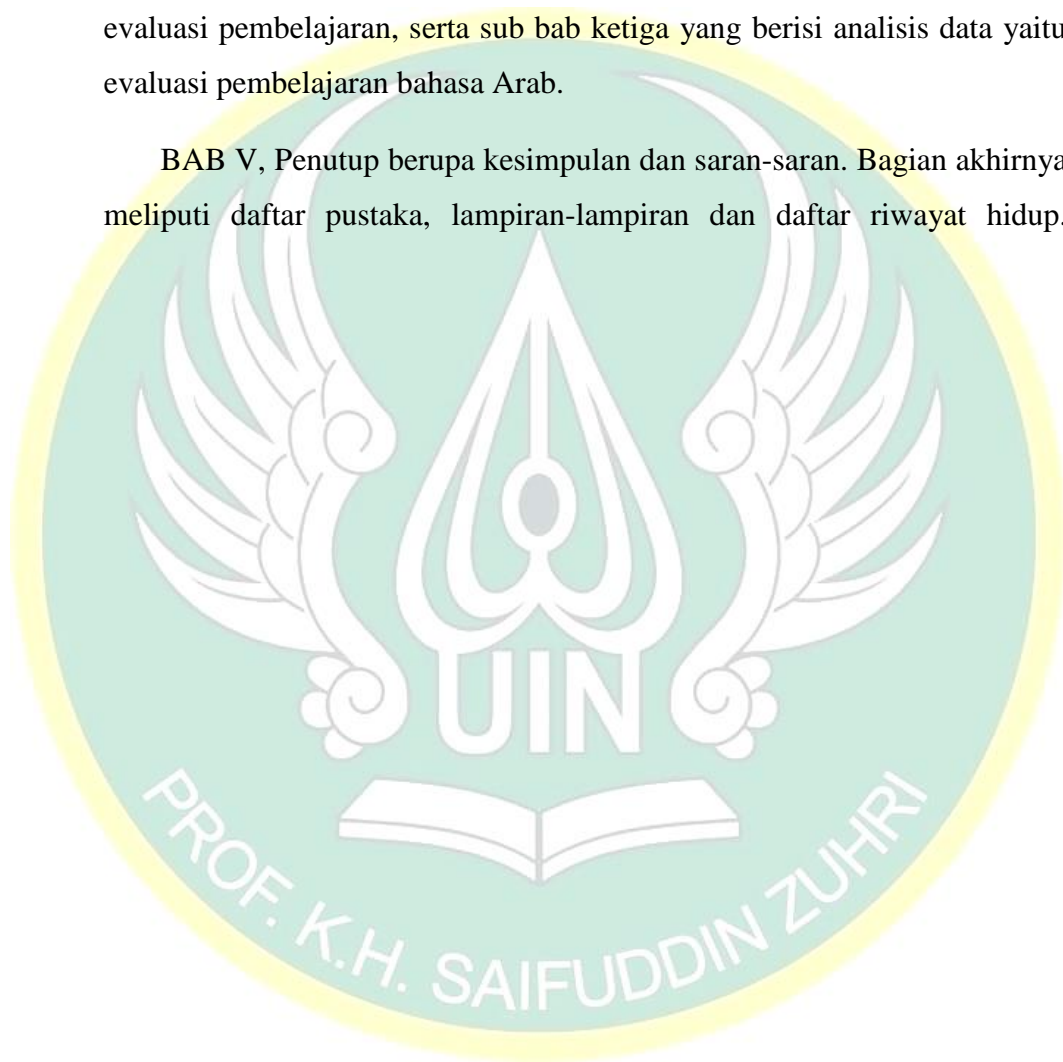 evaluasi pembelajaran, serta sub bab ketiga yang berisi analisis data yaitu
evaluasi pembelajaran bahasa Arab.
BAB V, Penutup berupa kesimpulan dan saran-saran. Bagian akhirnya
meliputi daftar pustaka, lampiran-lampiran dan daftar riwayat hidup.
UIN
PROF. K.H. SAIFUDDIN ZUHRI